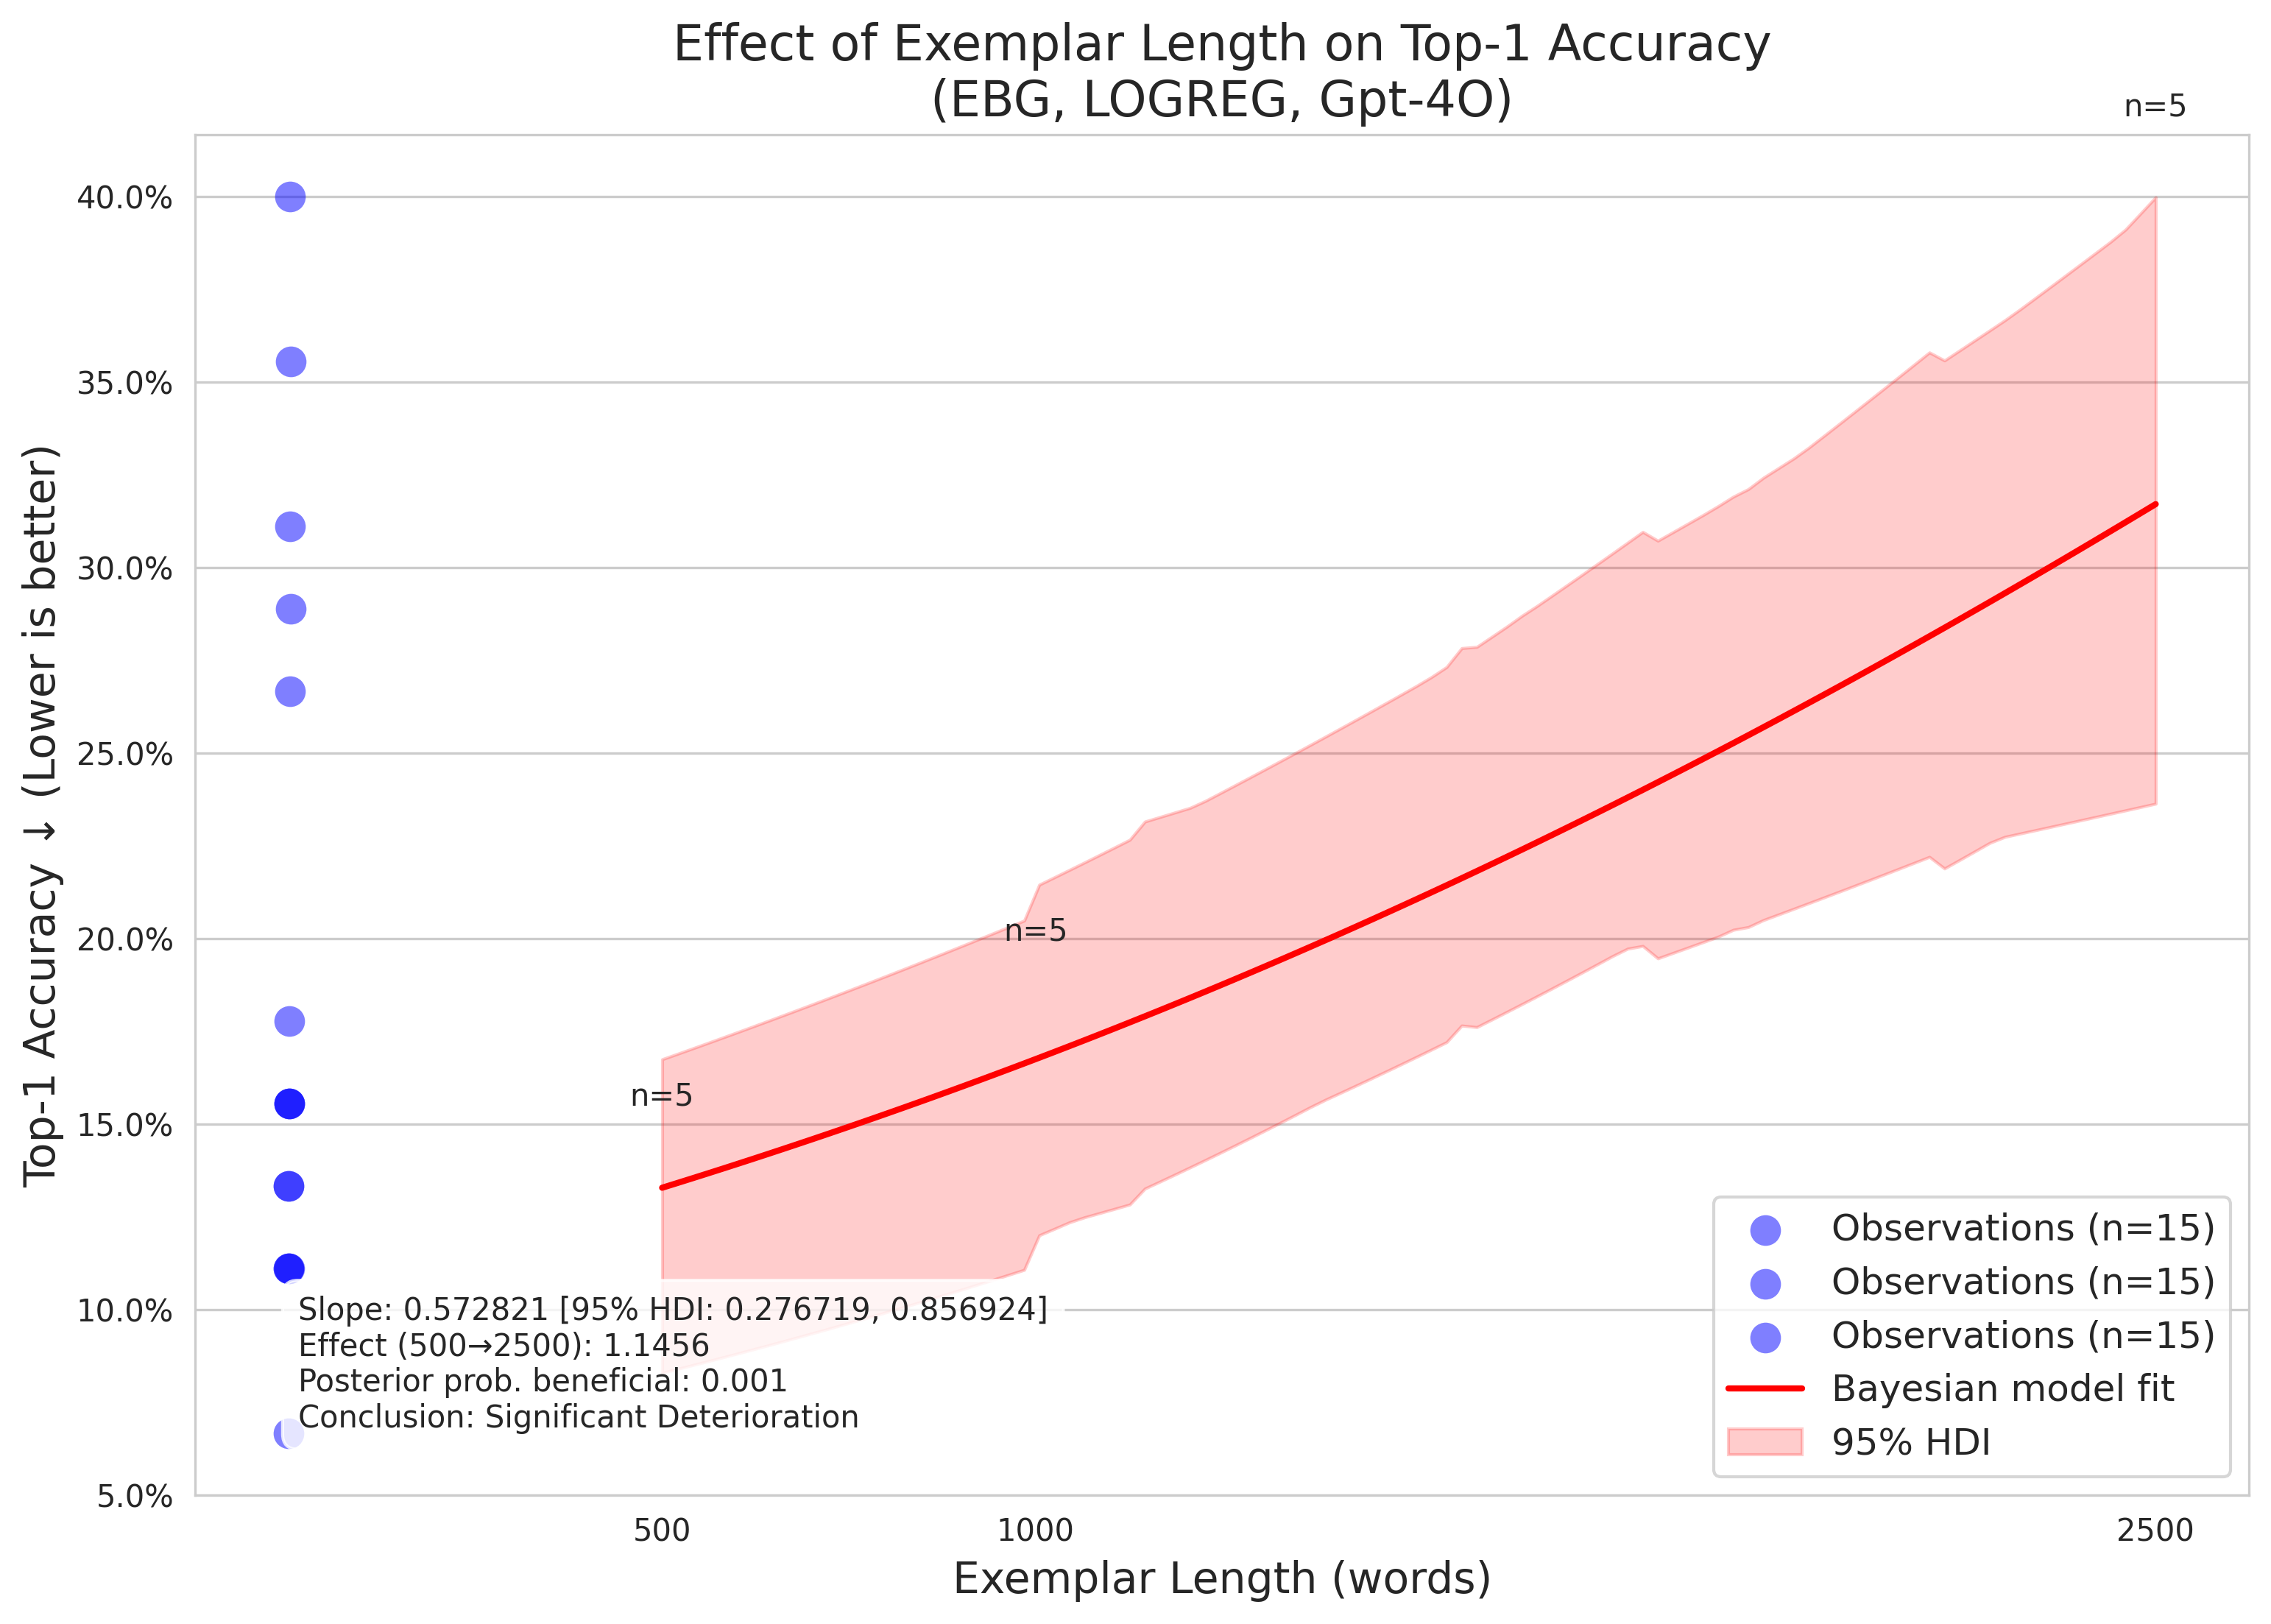 Effect of Exemplar Length on Top-1 Accuracy
(EBG, LOGREG, Gpt-4O)
n=5
40.0%
35.0%
30.0%
25.0%
20.0%
15.0%
10.0%
5.0%
Top-1 Accuracy ↓ (Lower is better)
n=5
n=5
Slope: 0.572821 [95% HDI: 0.276719, 0.856924]
Effect (500→2500): 1.1456
Posterior prob. beneficial: 0.001
Conclusion: Significant Deterioration
Observations (n=15)
Observations (n=15)
Observations (n=15)
Bayesian model fit
95% HDI
500
1000
2500
Exemplar Length (words)